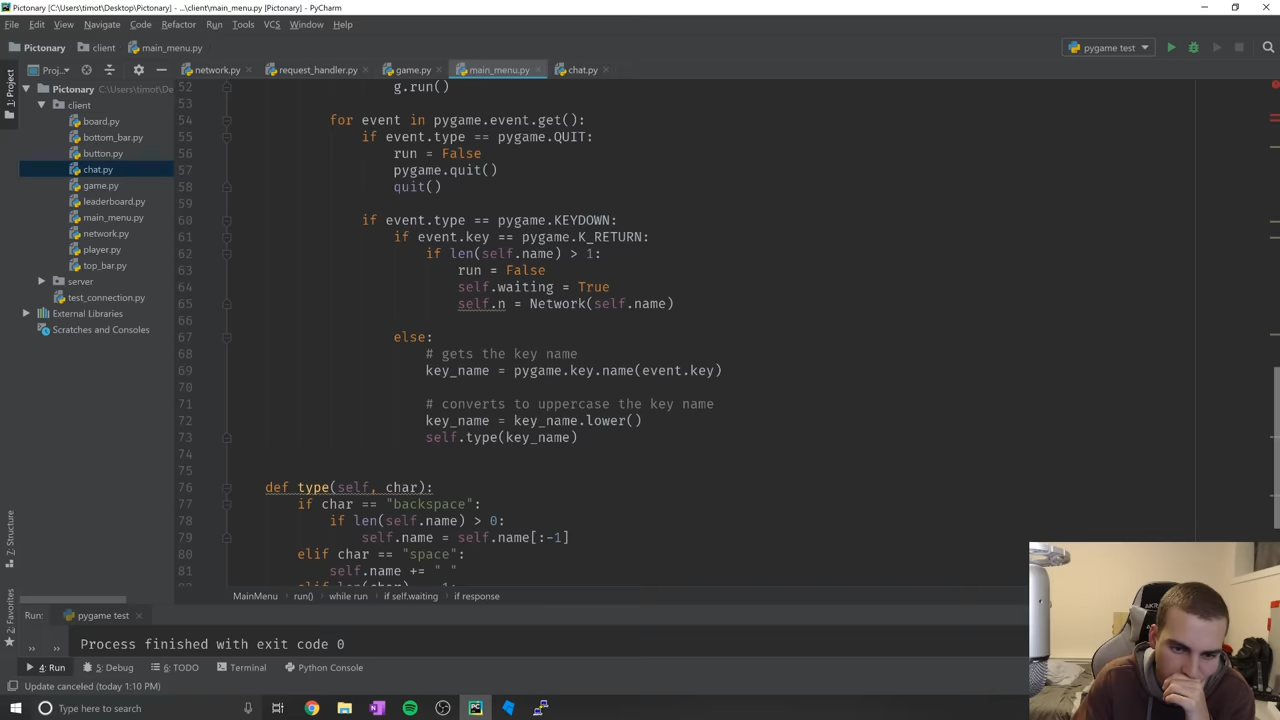 Pictonary [C:\Users\timot\Desktop\Pictonary] - ...\client\main_menu.py - PyCharm
File Edit View Navigate Code Refactor Run Tools VCS Window Help
Pictonary client main_menu.py pygame test
1: Project Proj... network.py request_handler.py game.py main_menu.py chat.py
Pictonary C:\Users\timot\De
client
board.py
bottom_bar.py
button.py
chat.py
game.py
leaderboard.py
main_menu.py
network.py
player.py
top_bar.py
server
test_connection.py
External Libraries
Scratches and Consoles
52 g.run()
53
54 for event in pygame.event.get():
55 if event.type == pygame.QUIT:
56 run = False
57 pygame.quit()
58 quit()
59
60 if event.type == pygame.KEYDOWN:
61 if event.key == pygame.K_RETURN:
62 if len(self.name) > 1:
63 run = False
64 self.waiting = True
65 self.n = Network(self.name)
66
67 else:
68 # gets the key name
69 key_name = pygame.key.name(event.key)
70
71 # converts to uppercase the key name
72 key_name = key_name.lower()
73 self.type(key_name)
74
75
76 def type(self, char):
77 if char == "backspace":
78 if len(self.name) > 0:
79 self.name = self.name[:-1]
80 elif char == "space":
81 self.name += " "
MainMenu run() while run if self.waiting if response
7: Structure
2: Favorites
Run: pygame test
Process finished with exit code 0
4: Run 5: Debug 6: TODO Terminal Python Console
Update canceled (today 1:10 PM)
Type here to search